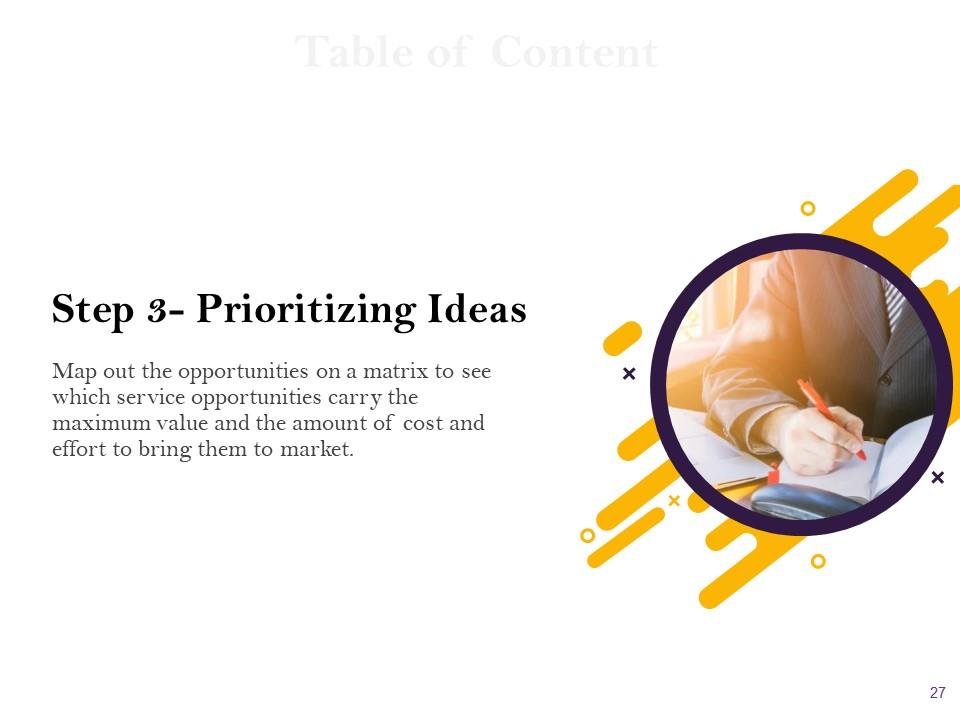 Table of Content
Step 3- Prioritizing Ideas
Map out the opportunities on a matrix to see
which service opportunities carry the
maximum value and the amount of cost and
effort to bring them to market.
27